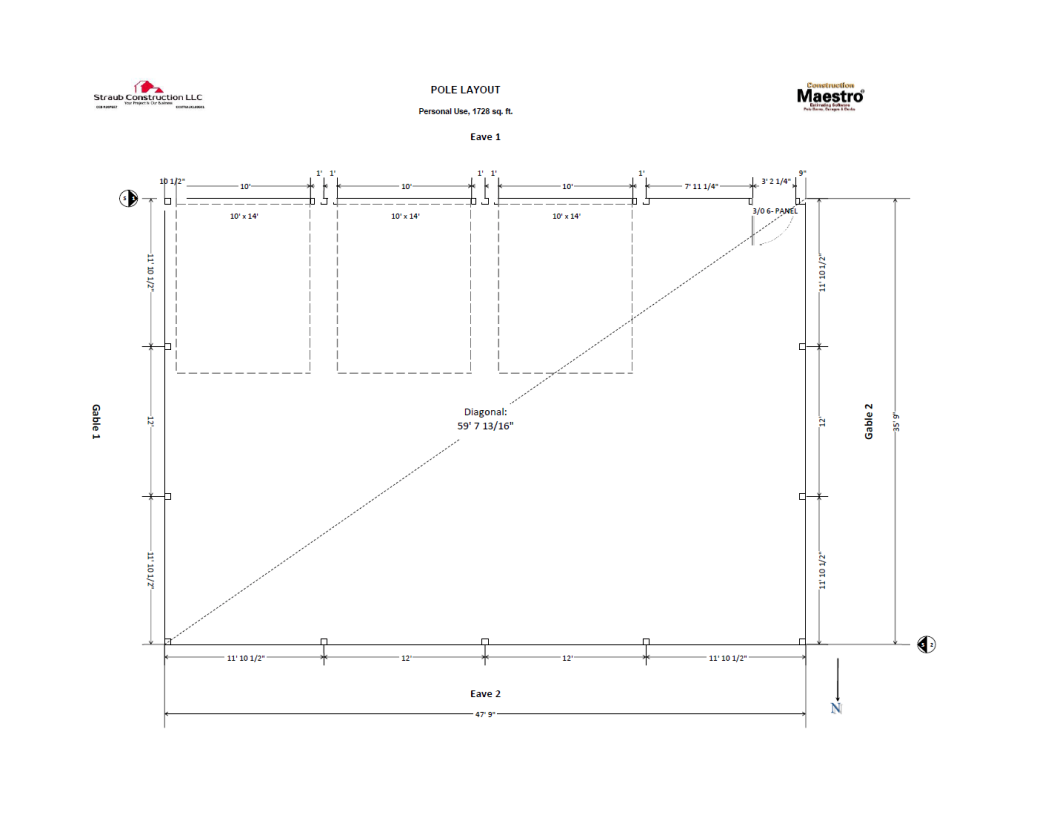 Straub Construction LLC
Your Project is Our Business
POLE LAYOUT
Personal Use, 1728 sq. ft.
Construction
Maestro
Estimating Software
Eave 1
10 1/2"
10'
1' 1'
10'
1' 1'
10'
1'
7' 11 1/4"
3' 2 1/4"
9"
10' x 14'
10' x 14'
10' x 14'
3/0 6- PANEL
11' 10 1/2"
11' 10 1/2"
Diagonal:
59' 7 13/16"
Gable 1
12'
12'
Gable 2
35' 9"
11' 10 1/2"
11' 10 1/2"
11' 10 1/2"
12'
12'
11' 10 1/2"
Eave 2
47' 9"
N
2